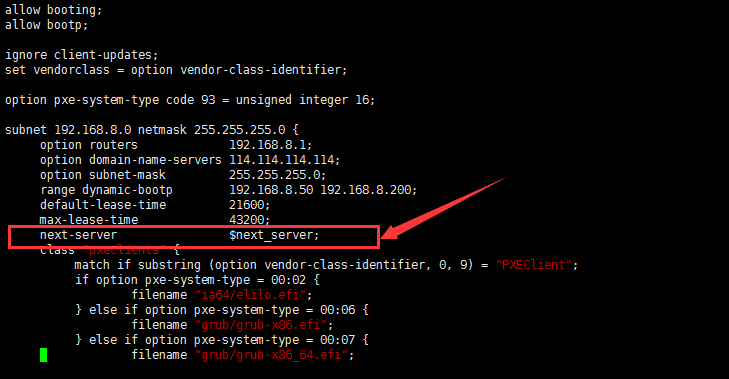 allow booting;
allow bootp;
ignore client-updates;
set vendorclass = option vendor-class-identifier;
option pxe-system-type code 93 = unsigned integer 16;
subnet 192.168.8.0 netmask 255.255.255.0 {
option routers 192.168.8.1;
option domain-name-servers 114.114.114.114;
option subnet-mask 255.255.255.0;
range dynamic-bootp 192.168.8.50 192.168.8.200;
default-lease-time 21600;
max-lease-time 43200;
next-server $next_server;
class "pxeclients" {
match if substring (option vendor-class-identifier, 0, 9) = "PXEClient";
if option pxe-system-type = 00:02 {
filename "ia64/elilo.efi";
} else if option pxe-system-type = 00:06 {
filename "grub/grub-x86.efi";
} else if option pxe-system-type = 00:07 {
filename "grub/grub-x86_64.efi";